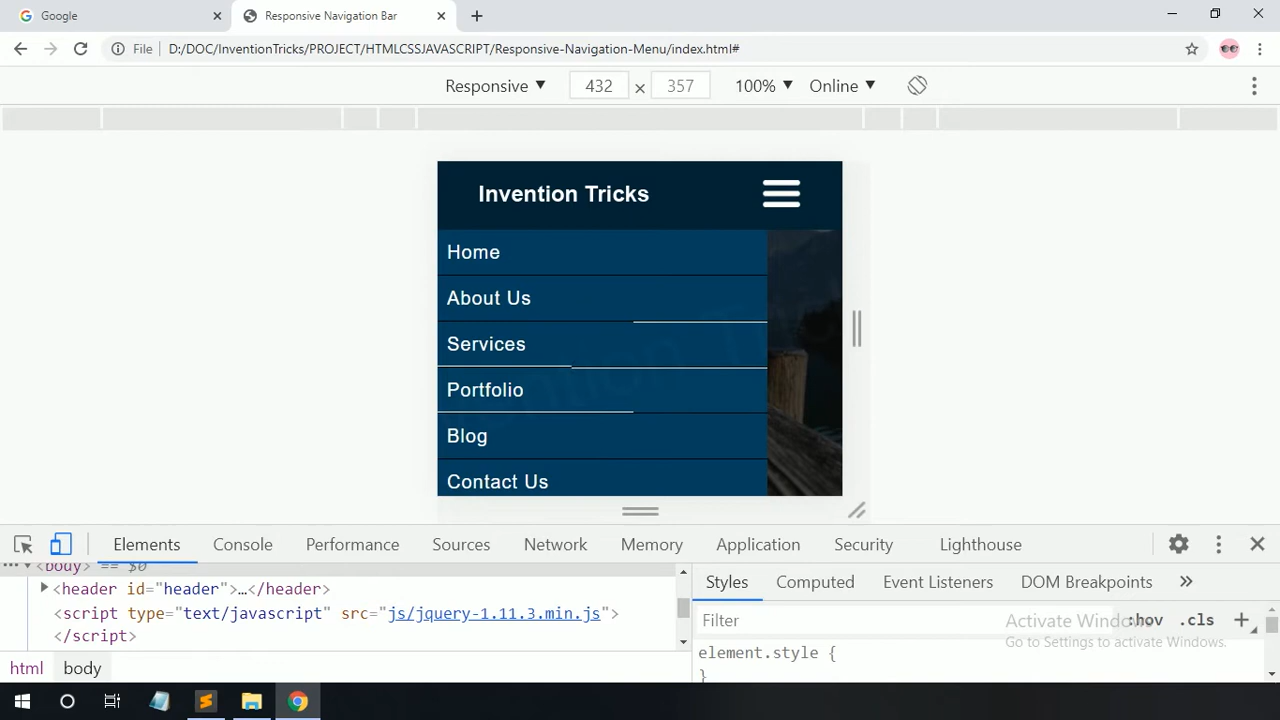 Google
Responsive Navigation Bar
File
D:/DOC/InventionTricks/PROJECT/HTMLCSSJAVASCRIPT/Responsive-Navigation-Menu/index.html#
Responsive 432 × 357 100% Online
Invention Tricks
Home
About Us
Services
Portfolio
Blog
Contact Us
Elements Console Performance Sources Network Memory Application Security Lighthouse
<body> == $0
<header id="header">…</header>
<script type="text/javascript" src="js/jquery-1.11.3.min.js">
</script>
html body
Styles Computed Event Listeners DOM Breakpoints »
Filter :hov .cls +
element.style {
}
Activate Windows
Go to Settings to activate Windows.